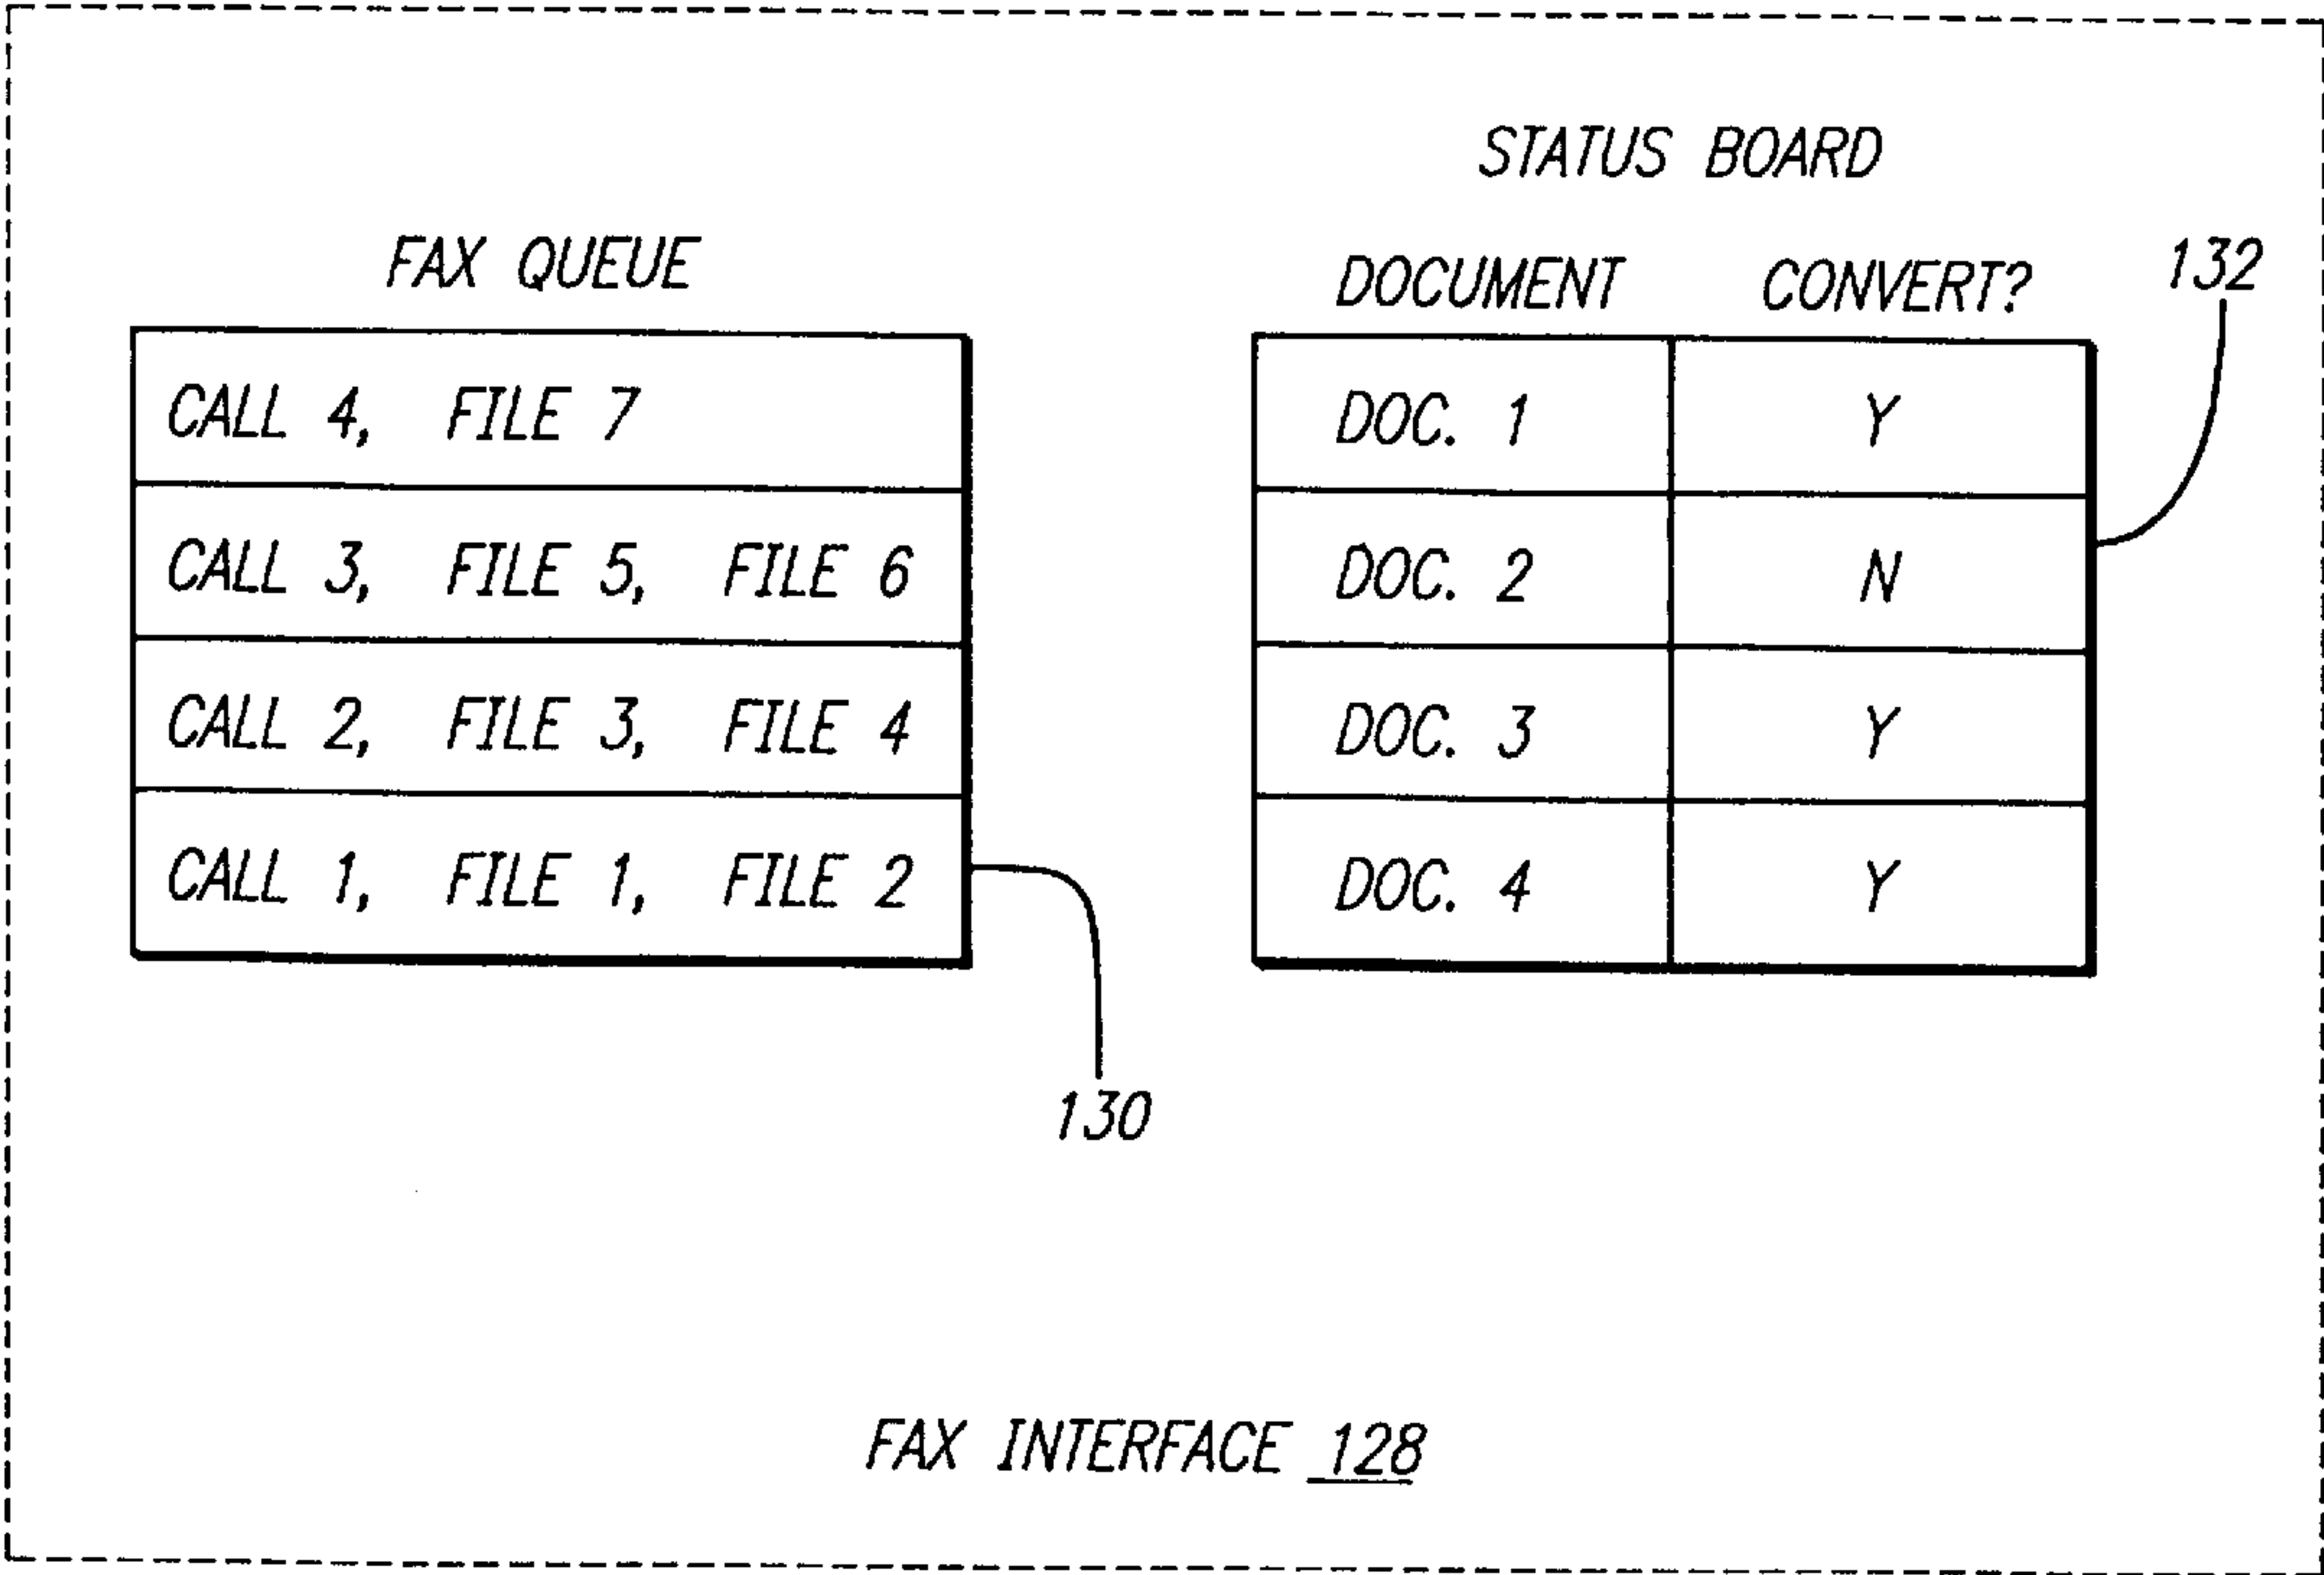 STATUS BOARD
FAX QUEUE
DOCUMENT CONVERT?
132
CALL 4, FILE 7
CALL 3, FILE 5, FILE 6
CALL 2, FILE 3, FILE 4
CALL 1, FILE 1, FILE 2
DOC. 1 Y
DOC. 2 N
DOC. 3 Y
DOC. 4 Y
130
FAX INTERFACE 128